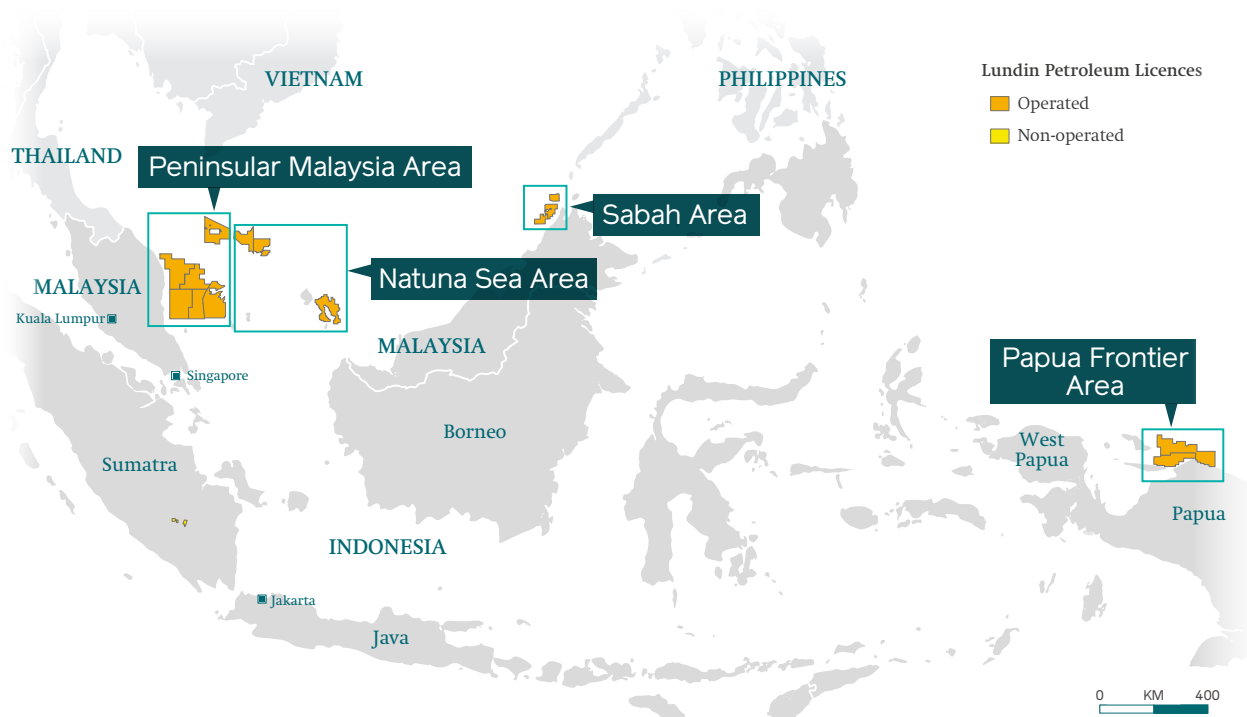 VIETNAM
PHILIPPINES
Lundin Petroleum Licences
Operated
Non-operated
THAILAND
Peninsular Malaysia Area
Sabah Area
Natuna Sea Area
MALAYSIA
Kuala Lumpur
MALAYSIA
Singapore
Papua Frontier
Area
Borneo
West
Papua
Sumatra
Papua
INDONESIA
Jakarta
Java
0 KM 400